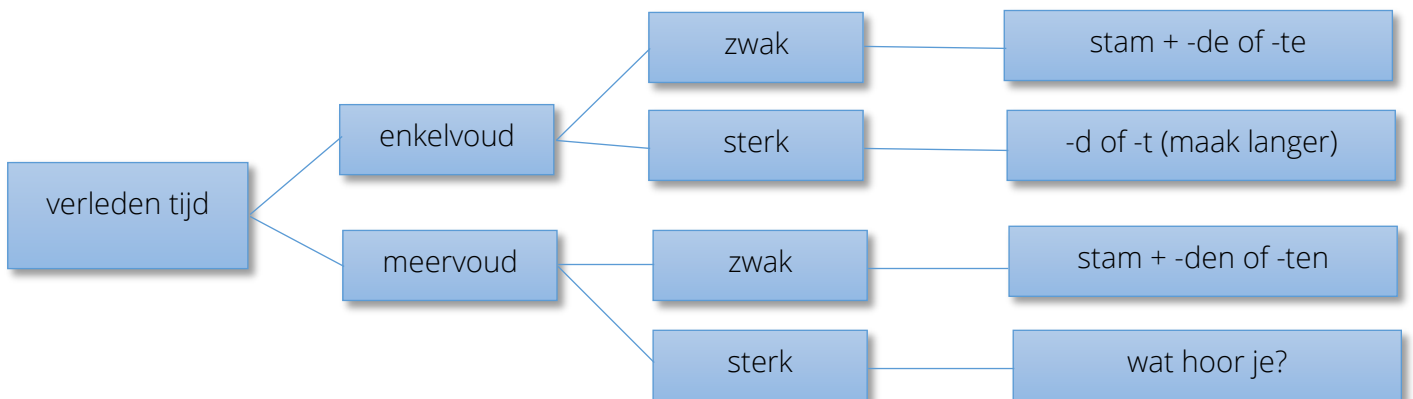 zwak
stam + -de of -te
enkelvoud
sterk
-d of -t (maak langer)
verleden tijd
meervoud
zwak
stam + -den of -ten
sterk
wat hoor je?